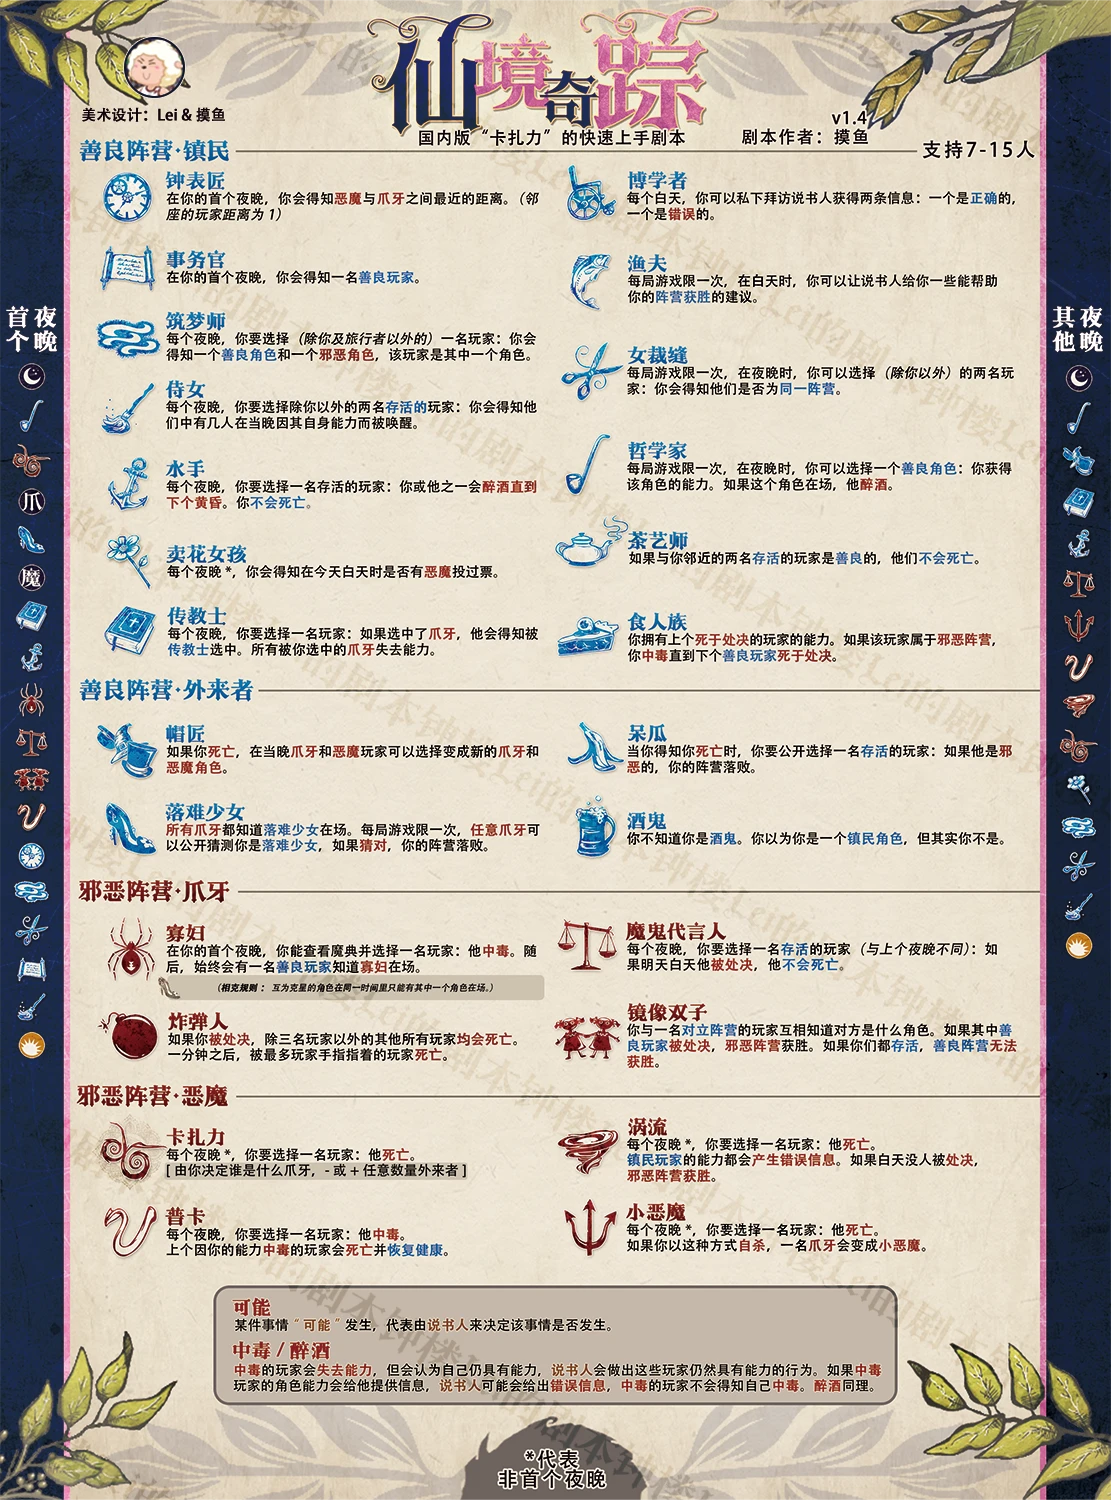 仙境奇踪
美术设计：Lei & 摸鱼
国内版“卡扎力”的快速上手剧本
v1.4
剧本作者：摸鱼
善良阵营·镇民
支持7-15人
钟表匠
在你的首个夜晚，你会得知恶魔与爪牙之间最近的距离。（邻
座的玩家距离为 1）
事务官
在你的首个夜晚，你会得知一名善良玩家。
筑梦师
每个夜晚，你要选择（除你及旅行者以外的）一名玩家：你会
得知一个善良角色和一个邪恶角色，该玩家是其中一个角色。
侍女
每个夜晚，你要选择除你以外的两名存活的玩家：你会得知他
们中有几人在当晚因其自身能力而被唤醒。
水手
每个夜晚，你要选择一名存活的玩家：你或他之一会醉酒直到
下个黄昏。你不会死亡。
卖花女孩
每个夜晚 *，你会得知在今天白天时是否有恶魔投过票。
传教士
每个夜晚，你要选择一名玩家：如果选中了爪牙，他会得知被
传教士选中。所有被你选中的爪牙失去能力。
博学者
每个白天，你可以私下拜访说书人获得两条信息：一个是正确的，
一个是错误的。
渔夫
每局游戏限一次，在白天时，你可以让说书人给你一些能帮助
你的阵营获胜的建议。
女裁缝
每局游戏限一次，在夜晚时，你可以选择（除你以外）的两名玩
家：你会得知他们是否为同一阵营。
哲学家
每局游戏限一次，在夜晚时，你可以选择一个善良角色：你获得
该角色的能力。如果这个角色在场，他醉酒。
茶艺师
如果与你邻近的两名存活的玩家是善良的，他们不会死亡。
食人族
你拥有上个死于处决的玩家的能力。如果该玩家属于邪恶阵营，
你中毒直到下个善良玩家死于处决。
善良阵营·外来者
帽匠
如果你死亡，在当晚爪牙和恶魔玩家可以选择变成新的爪牙和
恶魔角色。
落难少女
所有爪牙都知道落难少女在场。每局游戏限一次，任意爪牙可
以公开猜测你是落难少女，如果猜对，你的阵营落败。
呆瓜
当你得知你死亡时，你要公开选择一名存活的玩家：如果他是邪
恶的，你的阵营落败。
酒鬼
你不知道你是酒鬼。你以为你是一个镇民角色，但其实你不是。
邪恶阵营·爪牙
寡妇
在你的首个夜晚，你能查看魔典并选择一名玩家：他中毒。随
后，始终会有一名善良玩家知道寡妇在场。
（相克规则： 互为克星的角色在同一时间里只能有其中一个角色在场。）
炸弹人
如果你被处决，除三名玩家以外的其他所有玩家均会死亡。
一分钟之后，被最多玩家手指指着的玩家死亡。
魔鬼代言人
每个夜晚，你要选择一名存活的玩家（与上个夜晚不同）：如
果明天白天他被处决，他不会死亡。
镜像双子
你与一名对立阵营的玩家互相知道对方是什么角色。如果其中善
良玩家被处决，邪恶阵营获胜。如果你们都存活，善良阵营无法
获胜。
邪恶阵营·恶魔
卡扎力
每个夜晚 *，你要选择一名玩家：他死亡。
[ 由你决定谁是什么爪牙，- 或 + 任意数量外来者 ]
普卡
每个夜晚，你要选择一名玩家：他中毒。
上个因你的能力中毒的玩家会死亡并恢复健康。
涡流
每个夜晚 *，你要选择一名玩家：他死亡。
镇民玩家的能力都会产生错误信息。如果白天没人被处决，
邪恶阵营获胜。
小恶魔
每个夜晚 *，你要选择一名玩家：他死亡。
如果你以这种方式自杀，一名爪牙会变成小恶魔。
可能
某件事情“可能”发生，代表由说书人来决定该事情是否发生。
中毒 / 醉酒
中毒的玩家会失去能力，但会认为自己仍具有能力，说书人会做出这些玩家仍然具有能力的行为。如果中毒
玩家的角色能力会给他提供信息，说书人可能会给出错误信息，中毒的玩家不会得知自己中毒。醉酒同理。
*代表
非首个夜晚
首个
夜晚
爪
魔
其他
夜晚